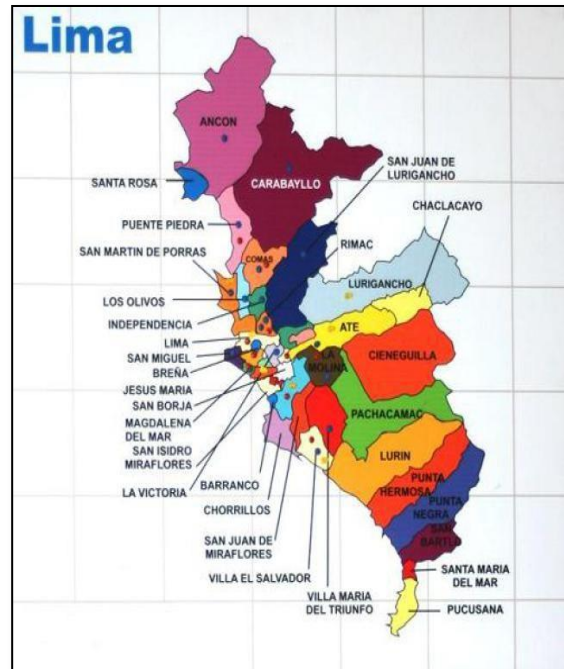 Lima
ANCON
SANTA ROSA
CARABAYLLO
SAN JUAN DE
LURIGANCHO
CHACLACAYO
PUENTE PIEDRA
RIMAC
SAN MARTIN DE PORRAS
COMAS
LURIGANCHO
LOS OLIVOS
INDEPENDENCIA
ATE
LIMA
SAN MIGUEL
LA
MOLINA
CIENEGUILLA
BREÑA
JESUS MARIA
SAN BORJA
MAGDALENA
DEL MAR
SAN ISIDRO
MIRAFLORES
PACHACAMAC
LURIN
LA VICTORIA
BARRANCO
CHORRILLOS
PUNTA
HERMOSA
PUNTA
NEGRA
SAN
BARTLO
SAN JUAN DE
MIRAFLORES
VILLA EL SALVADOR
VILLA MARIA
DEL TRIUNFO
SANTA MARIA
DEL MAR
PUCUSANA